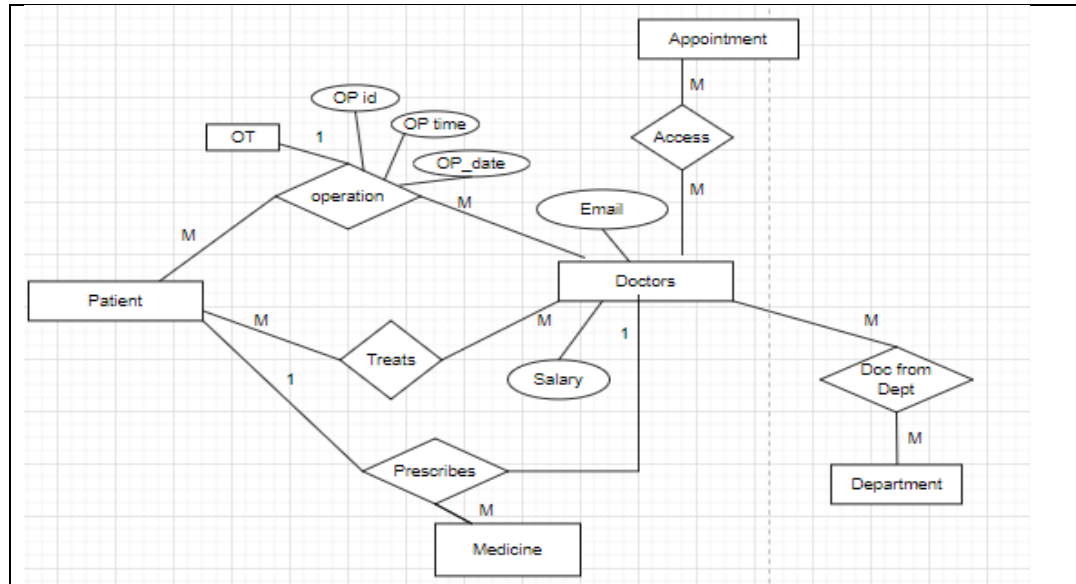 Appointment
M
Access
M
OP id
OP time
OP_date
OT
1
operation
M
M
Email
Doctors
Patient
M
Treats
M
1
Salary
M
Doc from
Dept
M
Department
1
Prescribes
M
Medicine